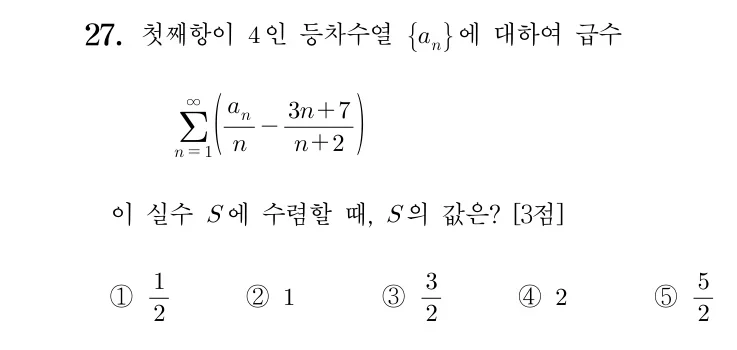 27. 첫째항이 4인 등차수열 {aₙ}에 대하여 급수
∑_{n=1}^{∞} (aₙ/n − (3n+7)/(n+2))
이 실수 S에 수렴할 때, S의 값은? [3점]
① 1/2 ② 1 ③ 3/2 ④ 2 ⑤ 5/2